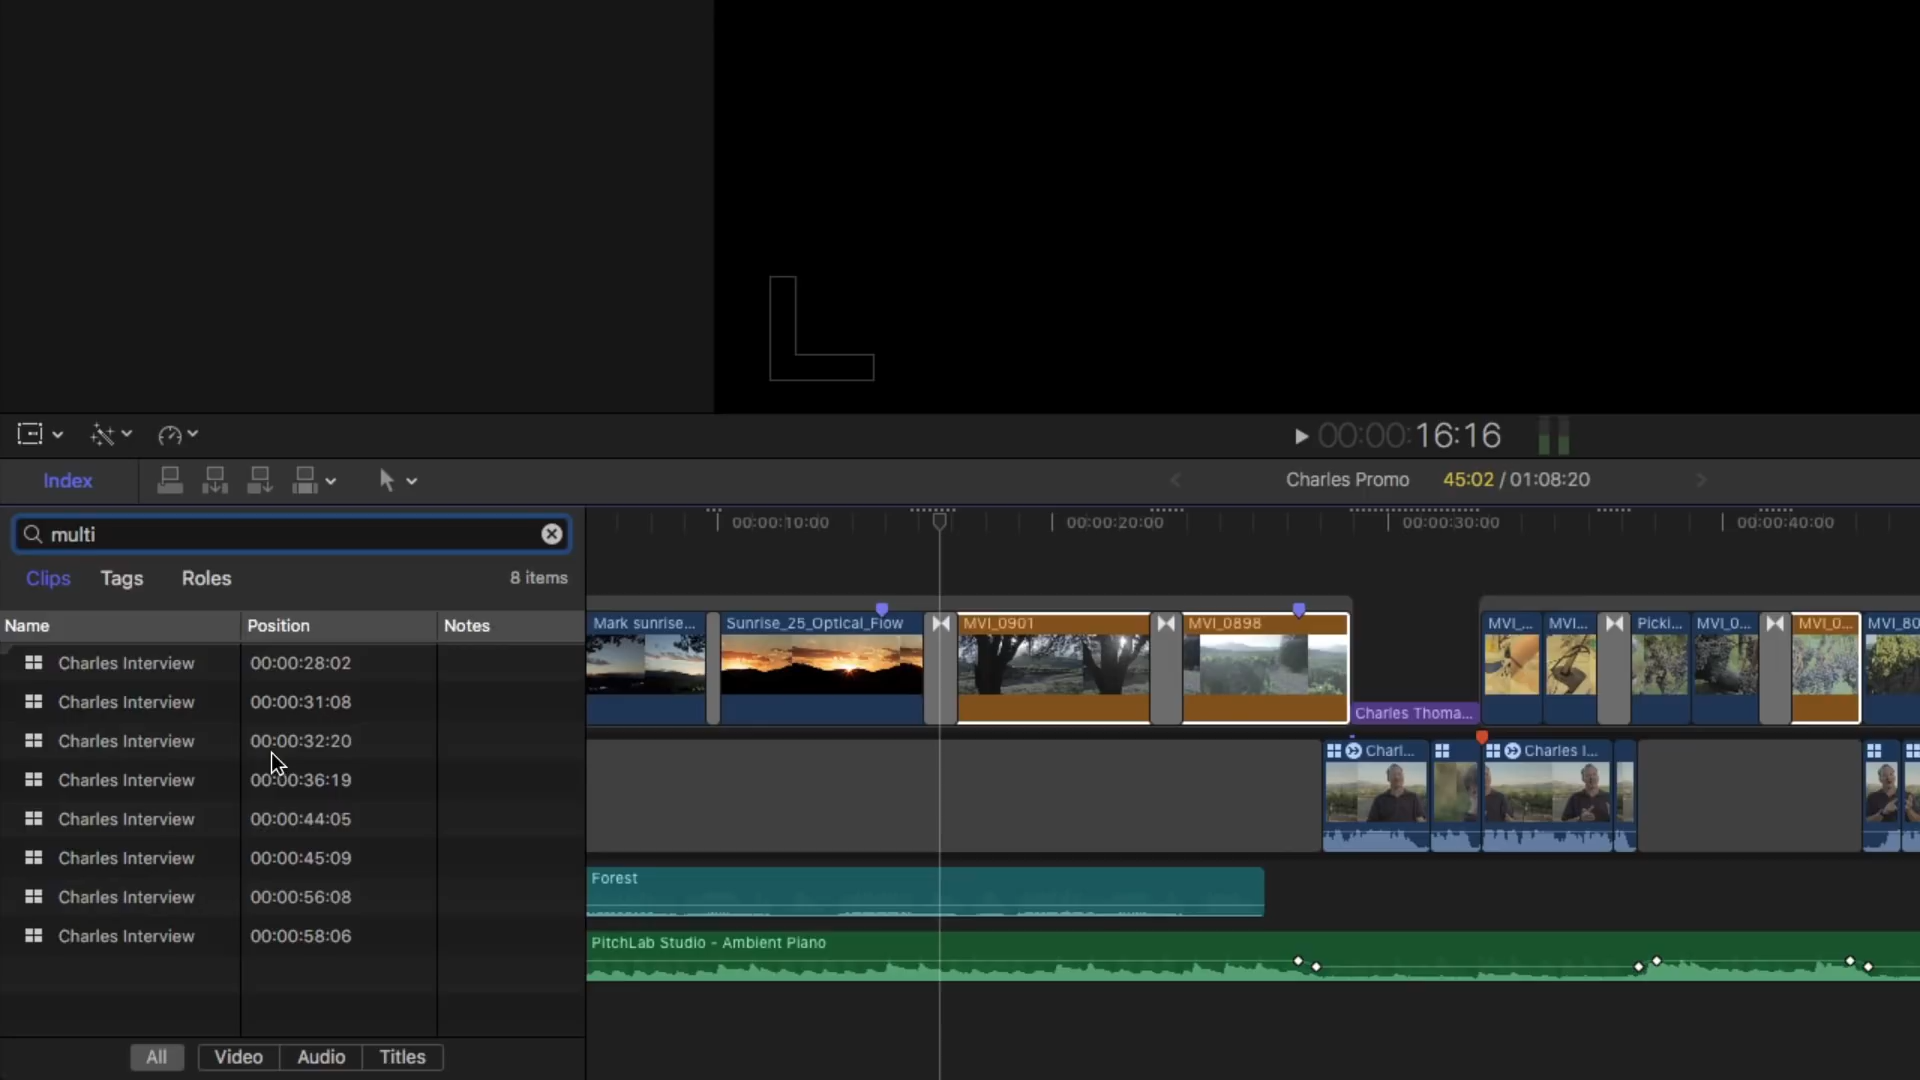 00:00:16:16
Index
Charles Promo 45:02 / 01:08:20
multi
Clips Tags Roles 8 items
Name Position Notes
Charles Interview 00:00:28:02
Charles Interview 00:00:31:08
Charles Interview 00:00:32:20
Charles Interview 00:00:36:19
Charles Interview 00:00:44:05
Charles Interview 00:00:45:09
Charles Interview 00:00:56:08
Charles Interview 00:00:58:06
All Video Audio Titles
00:00:10:00 00:00:20:00 00:00:30:00 00:00:40:00
Mark sunrise... Sunrise_25_Optical_Flow MVI_0901 MVI_0898 MVI_... MVI... Picki... MVI_0... MVI_0... MVI_80
Charles Thoma...
Charl... Charles I...
Forest
PitchLab Studio - Ambient Piano